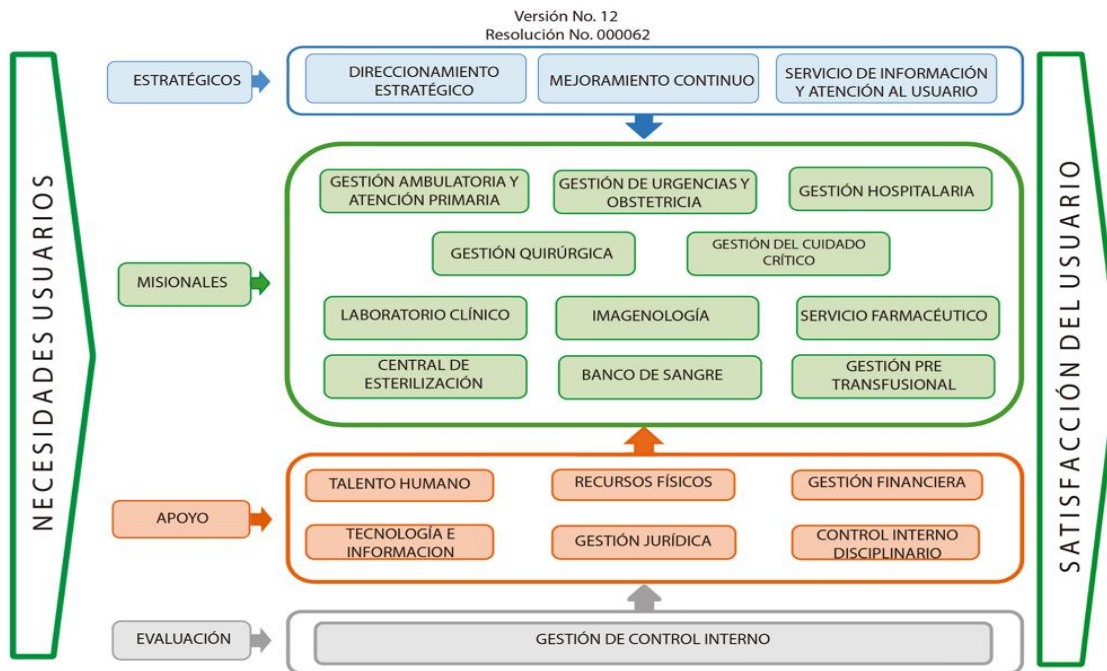 Versión No. 12
Resolución No. 000062
NECESIDADES USUARIOS
ESTRATÉGICOS
DIRECCIONAMIENTO
ESTRATÉGICO
MEJORAMIENTO CONTINUO
SERVICIO DE INFORMACIÓN
Y ATENCIÓN AL USUARIO
MISIONALES
GESTIÓN AMBULATORIA Y
ATENCIÓN PRIMARIA
GESTIÓN DE URGENCIAS Y
OBSTETRICIA
GESTIÓN HOSPITALARIA
GESTIÓN QUIRÚRGICA
GESTIÓN DEL CUIDADO
CRÍTICO
LABORATORIO CLÍNICO
IMAGENOLOGÍA
SERVICIO FARMACÉUTICO
CENTRAL DE
ESTERILIZACIÓN
BANCO DE SANGRE
GESTIÓN PRE
TRANSFUSIONAL
APOYO
TALENTO HUMANO
RECURSOS FÍSICOS
GESTIÓN FINANCIERA
TECNOLOGÍA E
INFORMACION
GESTIÓN JURÍDICA
CONTROL INTERNO
DISCIPLINARIO
EVALUACIÓN
GESTIÓN DE CONTROL INTERNO
SATISFACCIÓN DEL USUARIO